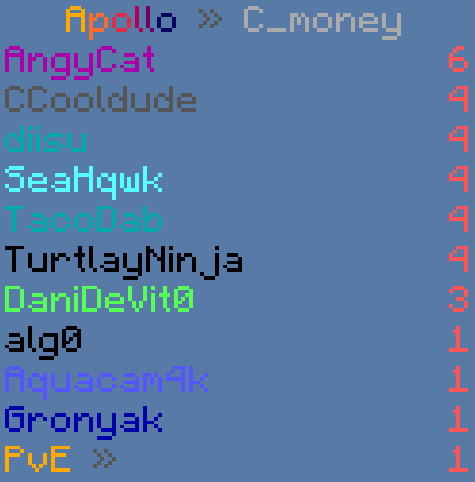 Apollo » C_money
AngyCat 6
CCooldude 4
diisu 4
SeaHqwk 4
TacoDab 4
TurtlayNinja 4
DaniDeVit0 3
alg0 1
Aquacam4k 1
Gronyak 1
PvE » 1